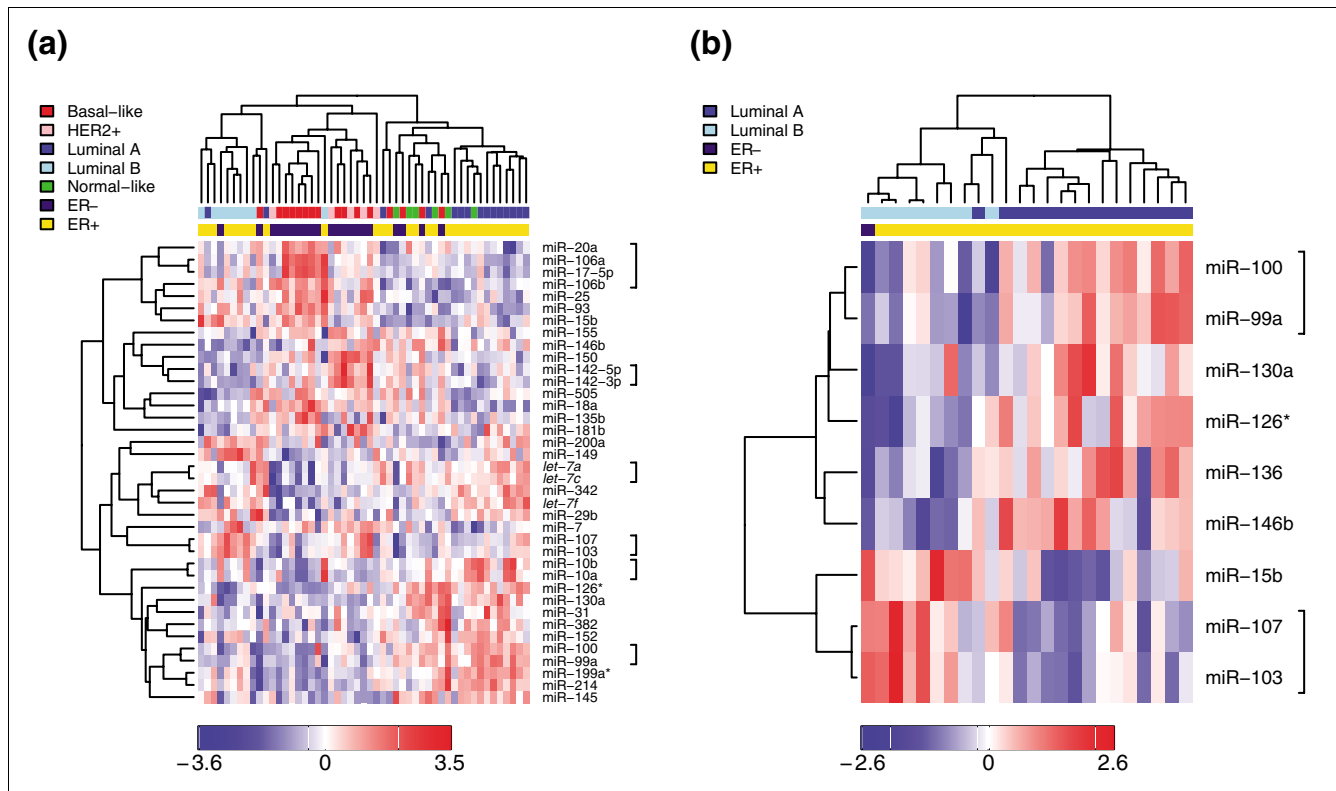 (a)
Basal−like
HER2+
Luminal A
Luminal B
Normal−like
ER−
ER+
miR−20a
miR−106a
miR−17−5p
miR−106b
miR−25
miR−93
miR−15b
miR−155
miR−146b
miR−150
miR−142−5p
miR−142−3p
miR−505
miR−18a
miR−135b
miR−181b
miR−200a
miR−149
let−7a
let−7c
miR−342
let−7f
miR−29b
miR−7
miR−107
miR−103
miR−10b
miR−10a
miR−126*
miR−130a
miR−31
miR−382
miR−152
miR−100
miR−99a
miR−199a*
miR−214
miR−145
−3.6 0 3.5
(b)
Luminal A
Luminal B
ER−
ER+
miR−100
miR−99a
miR−130a
miR−126*
miR−136
miR−146b
miR−15b
miR−107
miR−103
−2.6 0 2.6